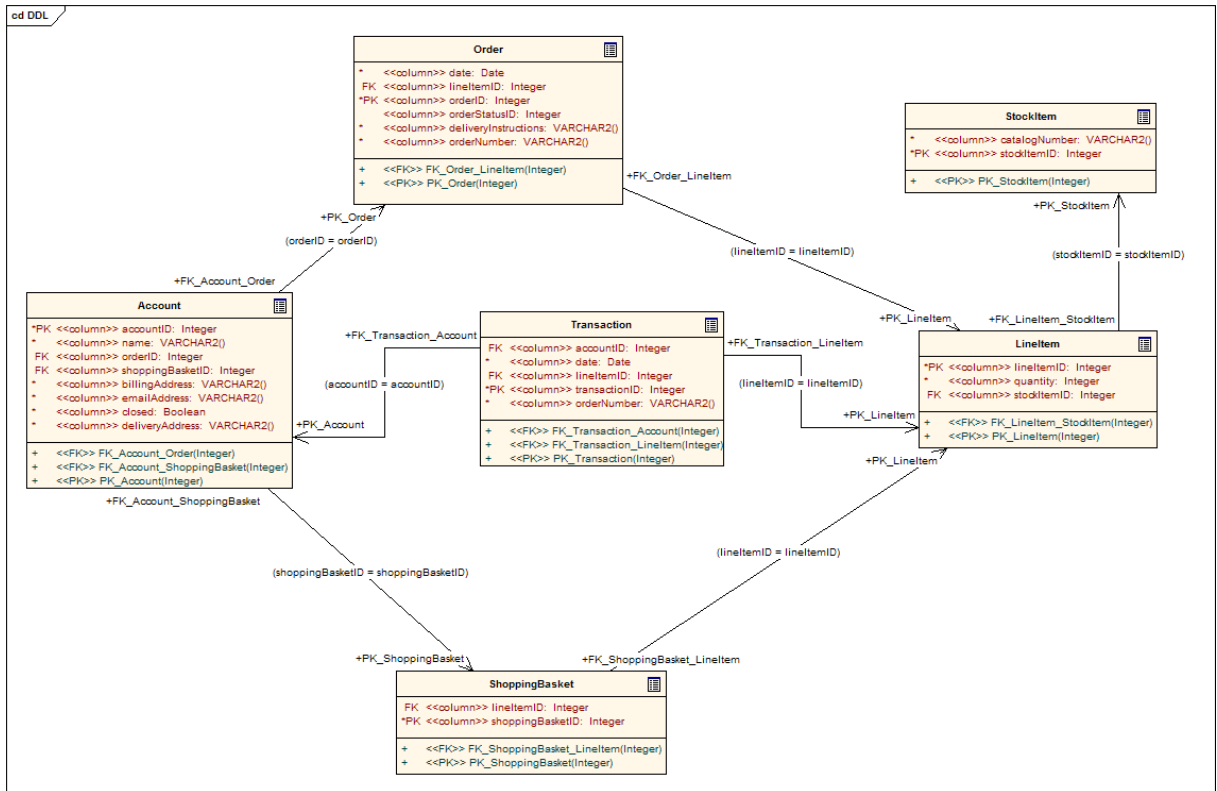 cd DDL
Order
* <<column>> date: Date
FK <<column>> lineItemID: Integer
*PK <<column>> orderID: Integer
<<column>> orderStatusID: Integer
* <<column>> deliveryInstructions: VARCHAR2()
* <<column>> orderNumber: VARCHAR2()
+ <<FK>> FK_Order_LineItem(Integer)
+ <<PK>> PK_Order(Integer)
StockItem
* <<column>> catalogNumber: VARCHAR2()
*PK <<column>> stockItemID: Integer
+ <<PK>> PK_StockItem(Integer)
+FK_Order_LineItem
+PK_StockItem
+PK_Order
(orderID = orderID)
(lineItemID = lineItemID)
(stockItemID = stockItemID)
+FK_Account_Order
Account
*PK <<column>> accountID: Integer
* <<column>> name: VARCHAR2()
FK <<column>> orderID: Integer
FK <<column>> shoppingBasketID: Integer
* <<column>> billingAddress: VARCHAR2()
* <<column>> emailAddress: VARCHAR2()
* <<column>> closed: Boolean
* <<column>> deliveryAddress: VARCHAR2()
+ <<FK>> FK_Account_Order(Integer)
+ <<FK>> FK_Account_ShoppingBasket(Integer)
+ <<PK>> PK_Account(Integer)
+FK_Transaction_Account
(accountID = accountID)
+PK_Account
Transaction
FK <<column>> accountID: Integer
* <<column>> date: Date
FK <<column>> lineItemID: Integer
*PK <<column>> transactionID: Integer
* <<column>> orderNumber: VARCHAR2()
+ <<FK>> FK_Transaction_Account(Integer)
+ <<FK>> FK_Transaction_LineItem(Integer)
+ <<PK>> PK_Transaction(Integer)
+FK_Transaction_LineItem
(lineItemID = lineItemID)
+PK_LineItem
+PK_LineItem
+FK_LineItem_StockItem
LineItem
*PK <<column>> lineItemID: Integer
* <<column>> quantity: Integer
FK <<column>> stockItemID: Integer
+ <<FK>> FK_LineItem_StockItem(Integer)
+ <<PK>> PK_LineItem(Integer)
+PK_LineItem
+FK_Account_ShoppingBasket
(lineItemID = lineItemID)
(shoppingBasketID = shoppingBasketID)
+PK_ShoppingBasket
+FK_ShoppingBasket_LineItem
ShoppingBasket
FK <<column>> lineItemID: Integer
*PK <<column>> shoppingBasketID: Integer
+ <<FK>> FK_ShoppingBasket_LineItem(Integer)
+ <<PK>> PK_ShoppingBasket(Integer)